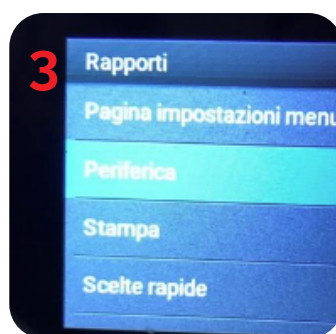 3
Rapporti
Pagina impostazioni menu
Periferica
Stampa
Scelte rapide